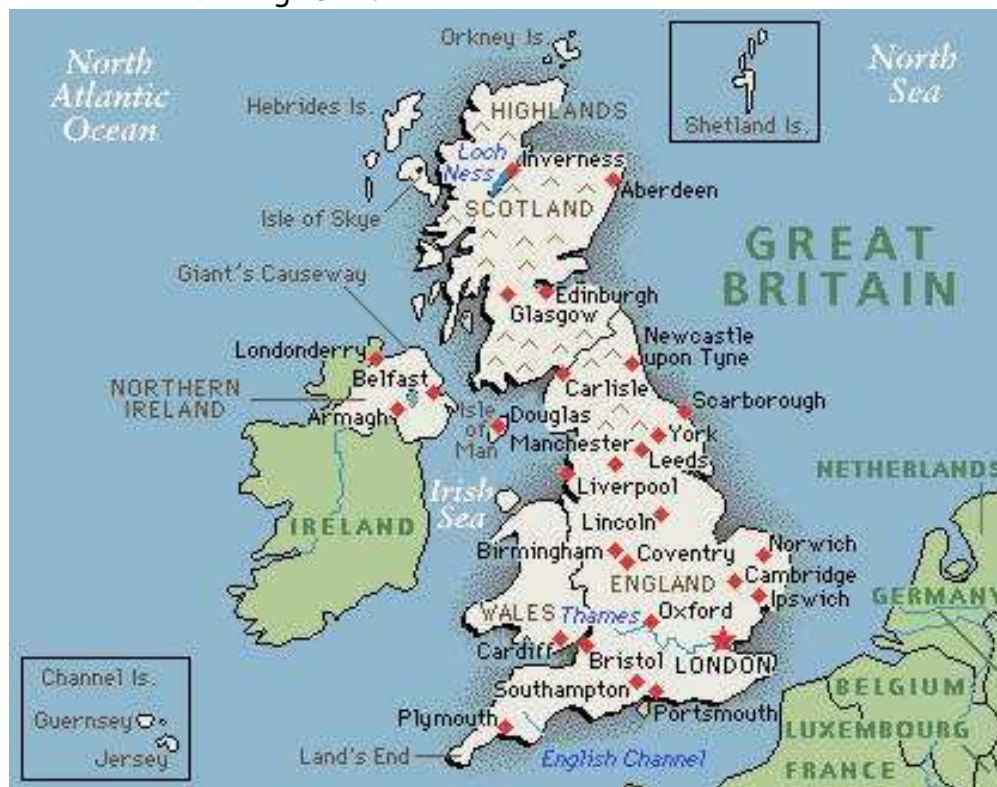 Orkney Is.
North
Atlantic
Ocean
North
Sea
Hebrides Is.
HIGHLANDS
Shetland Is.
Loch
Ness
Inverness
Aberdeen
Isle of Skye
SCOTLAND
GREAT
BRITAIN
Giant's Causeway
Edinburgh
Glasgow
Newcastle
upon Tyne
Londonderry
Belfast
Carlisle
NORTHERN
IRELAND
Armagh
Isle
of
Man
Douglas
Scarborough
Manchester
York
Leeds
NETHERLANDS
Liverpool
Irish
Sea
Lincoln
IRELAND
Birmingham
Coventry
Norwich
ENGLAND
Cambridge
Ipswich
GERMANY
WALES
Thames
Oxford
Cardiff
Bristol
LONDON
Channel Is.
Southampton
BELGIUM
Guernsey
Plymouth
Portsmouth
LUXEMBOURG
Jersey
Land's End
English Channel
FRANCE